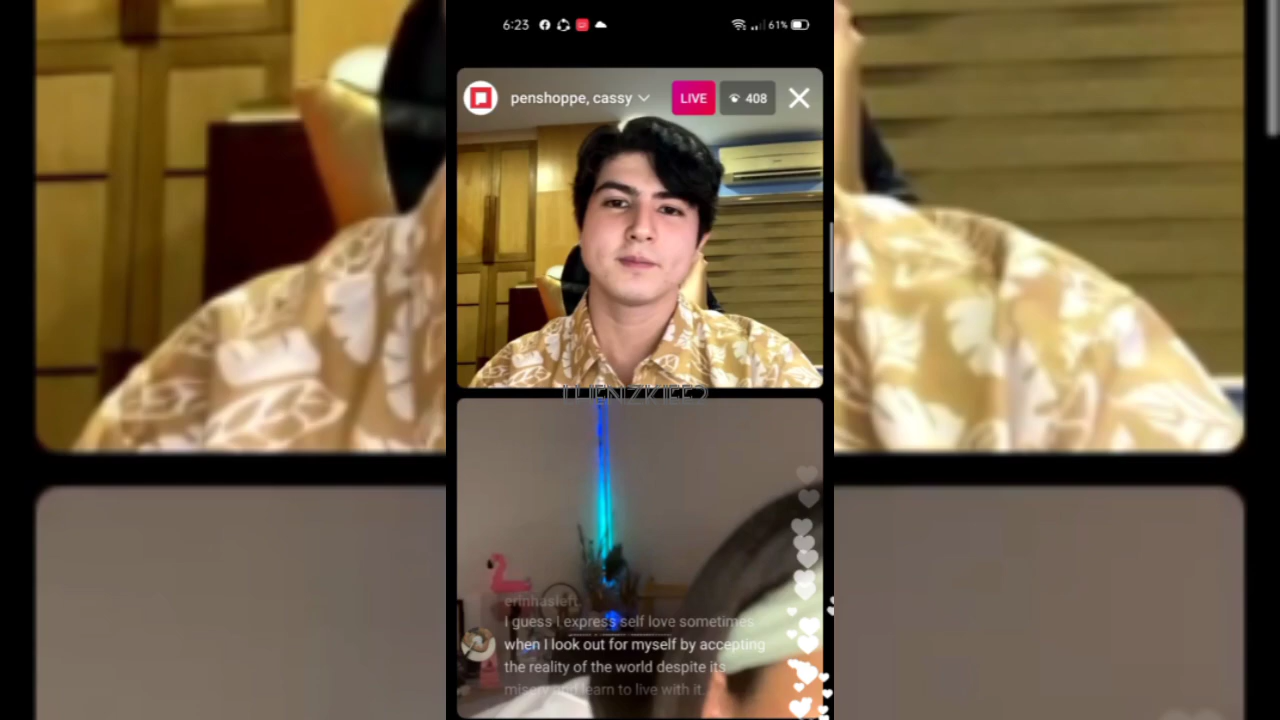 6:23
61%
penshoppe, cassy
LIVE
408
erinhasleft
I guess I express self love sometimes
when I look out for myself by accepting
the reality of the world despite its
misery and learn to live with it.